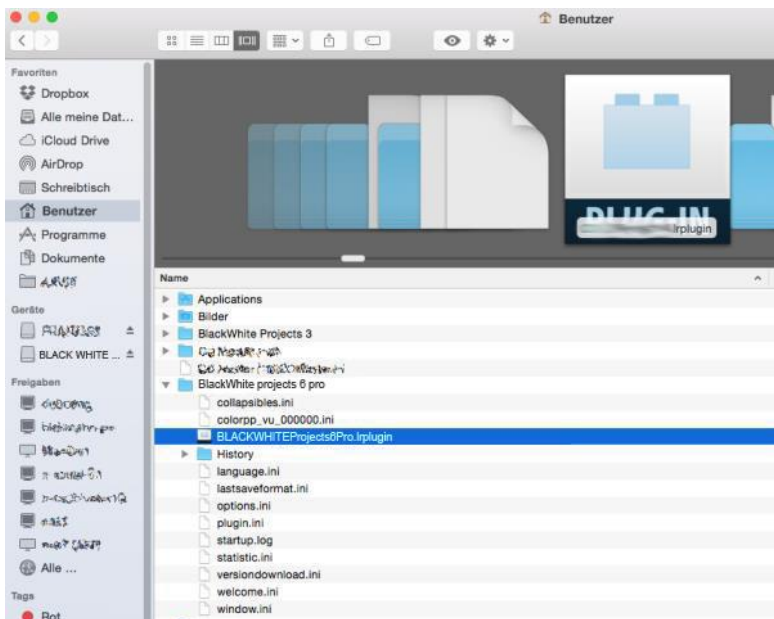 Benutzer
Favoriten
Dropbox
Alle meine Dat...
iCloud Drive
AirDrop
Schreibtisch
Benutzer
Programme
Dokumente
Geräte
BLACK WHITE ...
Freigaben
Alle ...
Tags
Rot
PLUG-IN
lrplugin
Name
Applications
Bilder
BlackWhite Projects 3
BlackWhite projects 6 pro
collapsibles.ini
colorpp_vu_000000.ini
BLACKWHITEProjects6Pro.lrplugin
History
language.ini
lastsaveformat.ini
options.ini
plugin.ini
startup.log
statistic.ini
versiondownload.ini
welcome.ini
window.ini